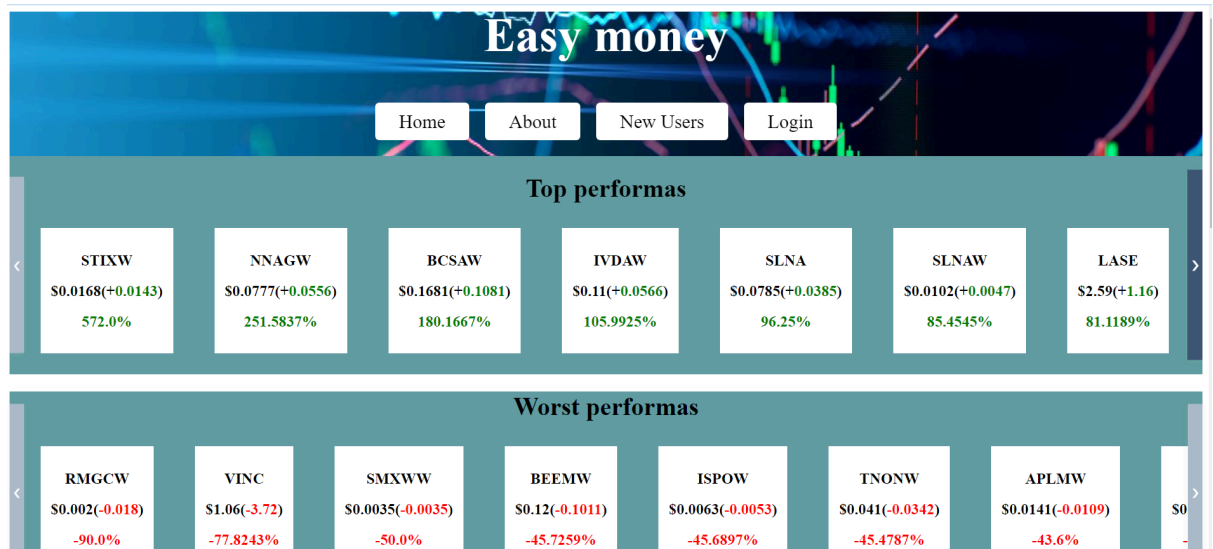 Easy money
Home About New Users Login
Top performas
‹ STIXW NNAGW BCSAW IVDAW SLNA SLNAW LASE ›
$0.0168(+0.0143) $0.0777(+0.0556) $0.1681(+0.1081) $0.11(+0.0566) $0.0785(+0.0385) $0.0102(+0.0047) $2.59(+1.16)
572.0% 251.5837% 180.1667% 105.9925% 96.25% 85.4545% 81.1189%
Worst performas
RMGCW VINC SMXWW BEEMW ISPOW TNONW APLMW
‹ $0.002(-0.018) $1.06(-3.72) $0.0035(-0.0035) $0.12(-0.1011) $0.0063(-0.0053) $0.041(-0.0342) $0.0141(-0.0109) $0 ›
-90.0% -77.8243% -50.0% -45.7259% -45.6897% -45.4787% -43.6% -